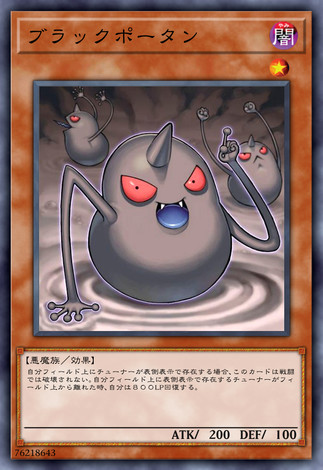 ブラックポータン
やみ
闇
【悪魔族／効果】
自分フィールド上にチューナーが表側表示で存在する場合、このカードは戦闘
では破壊されない。自分フィールド上に表側表示で存在するチューナーがフィー
ルド上から離れた時、自分は８００LP回復する。
ATK/ 200 DEF/ 100
76218643